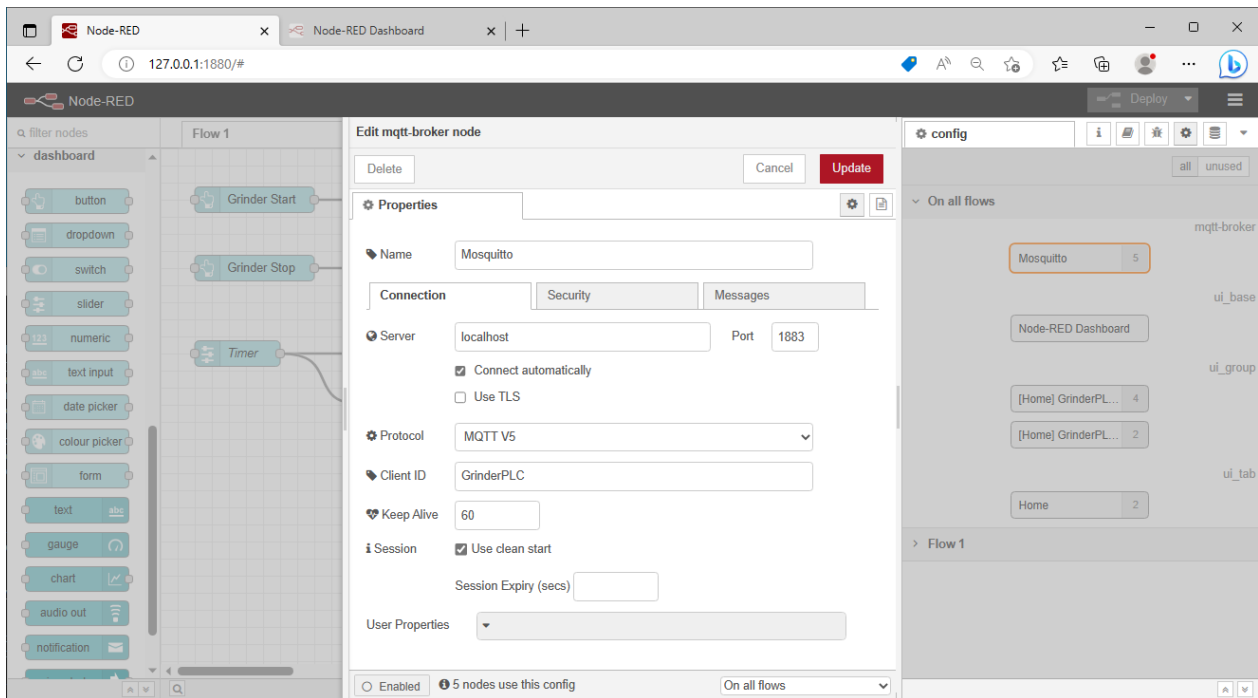 Node-RED
Node-RED Dashboard
127.0.0.1:1880/#
Node-RED
Deploy
filter nodes
Flow 1
Edit mqtt-broker node
config
i
dashboard
Delete
Cancel
Update
all
unused
button
Grinder Start
Properties
On all flows
dropdown
mqtt-broker
switch
Grinder Stop
Name
Mosquitto
Mosquitto
5
slider
Connection
Security
Messages
ui_base
numeric
123
Server
localhost
Port
1883
Node-RED Dashboard
Timer
text input
abc
Connect automatically
ui_group
date picker
Use TLS
[Home] GrinderPL...
4
colour picker
Protocol
MQTT V5
[Home] GrinderPL...
2
form
Client ID
GrinderPLC
ui_tab
text
abc
Keep Alive
60
Home
2
gauge
Session
Use clean start
Flow 1
chart
Session Expiry (secs)
audio out
User Properties
notification
Enabled
5 nodes use this config
On all flows